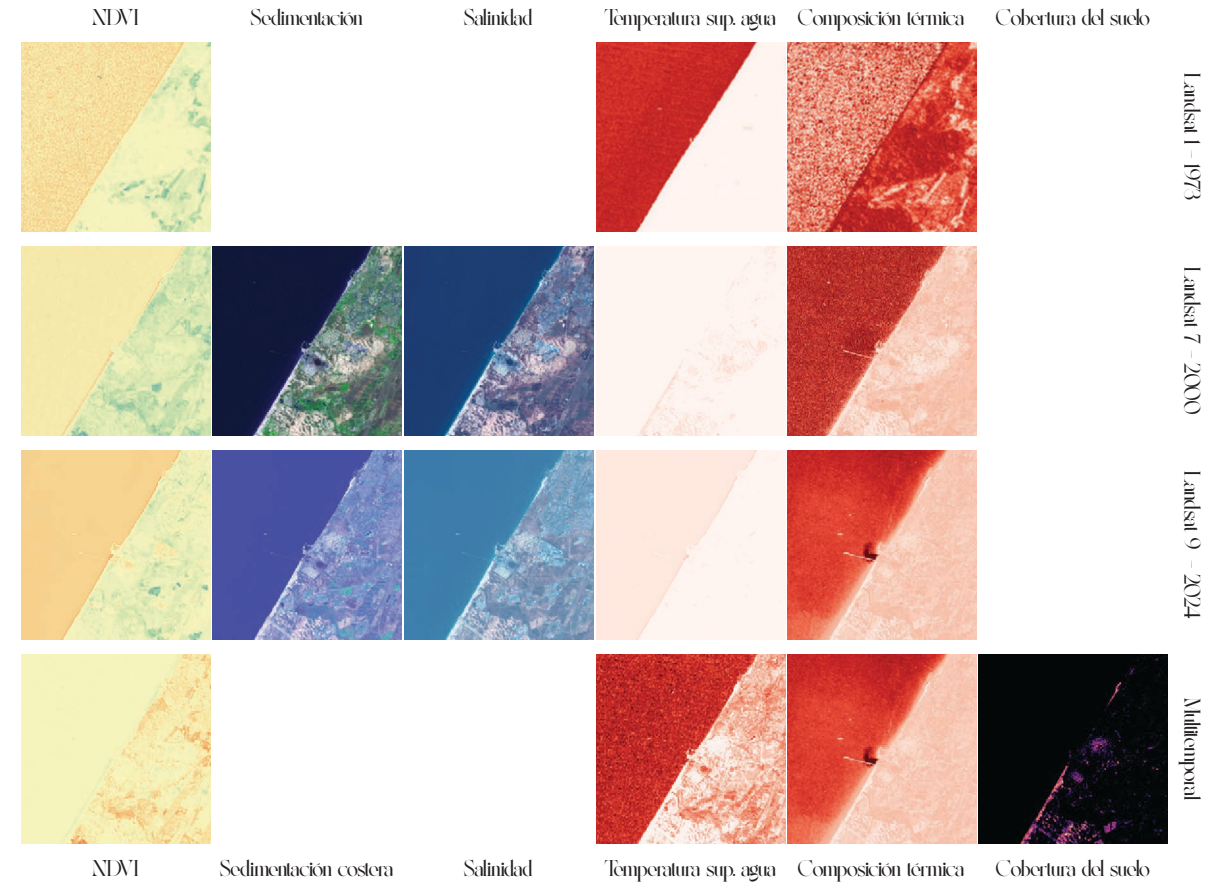 NDVI Sedimentación Salinidad Temperatura sup. agua Composición térmica Cobertura del suelo
Landsat 1 - 1973
Landsat 7 - 2000
Landsat 9 - 2024
Multitemporal
NDVI Sedimentación costera Salinidad Temperatura sup. agua Composición térmica Cobertura del suelo